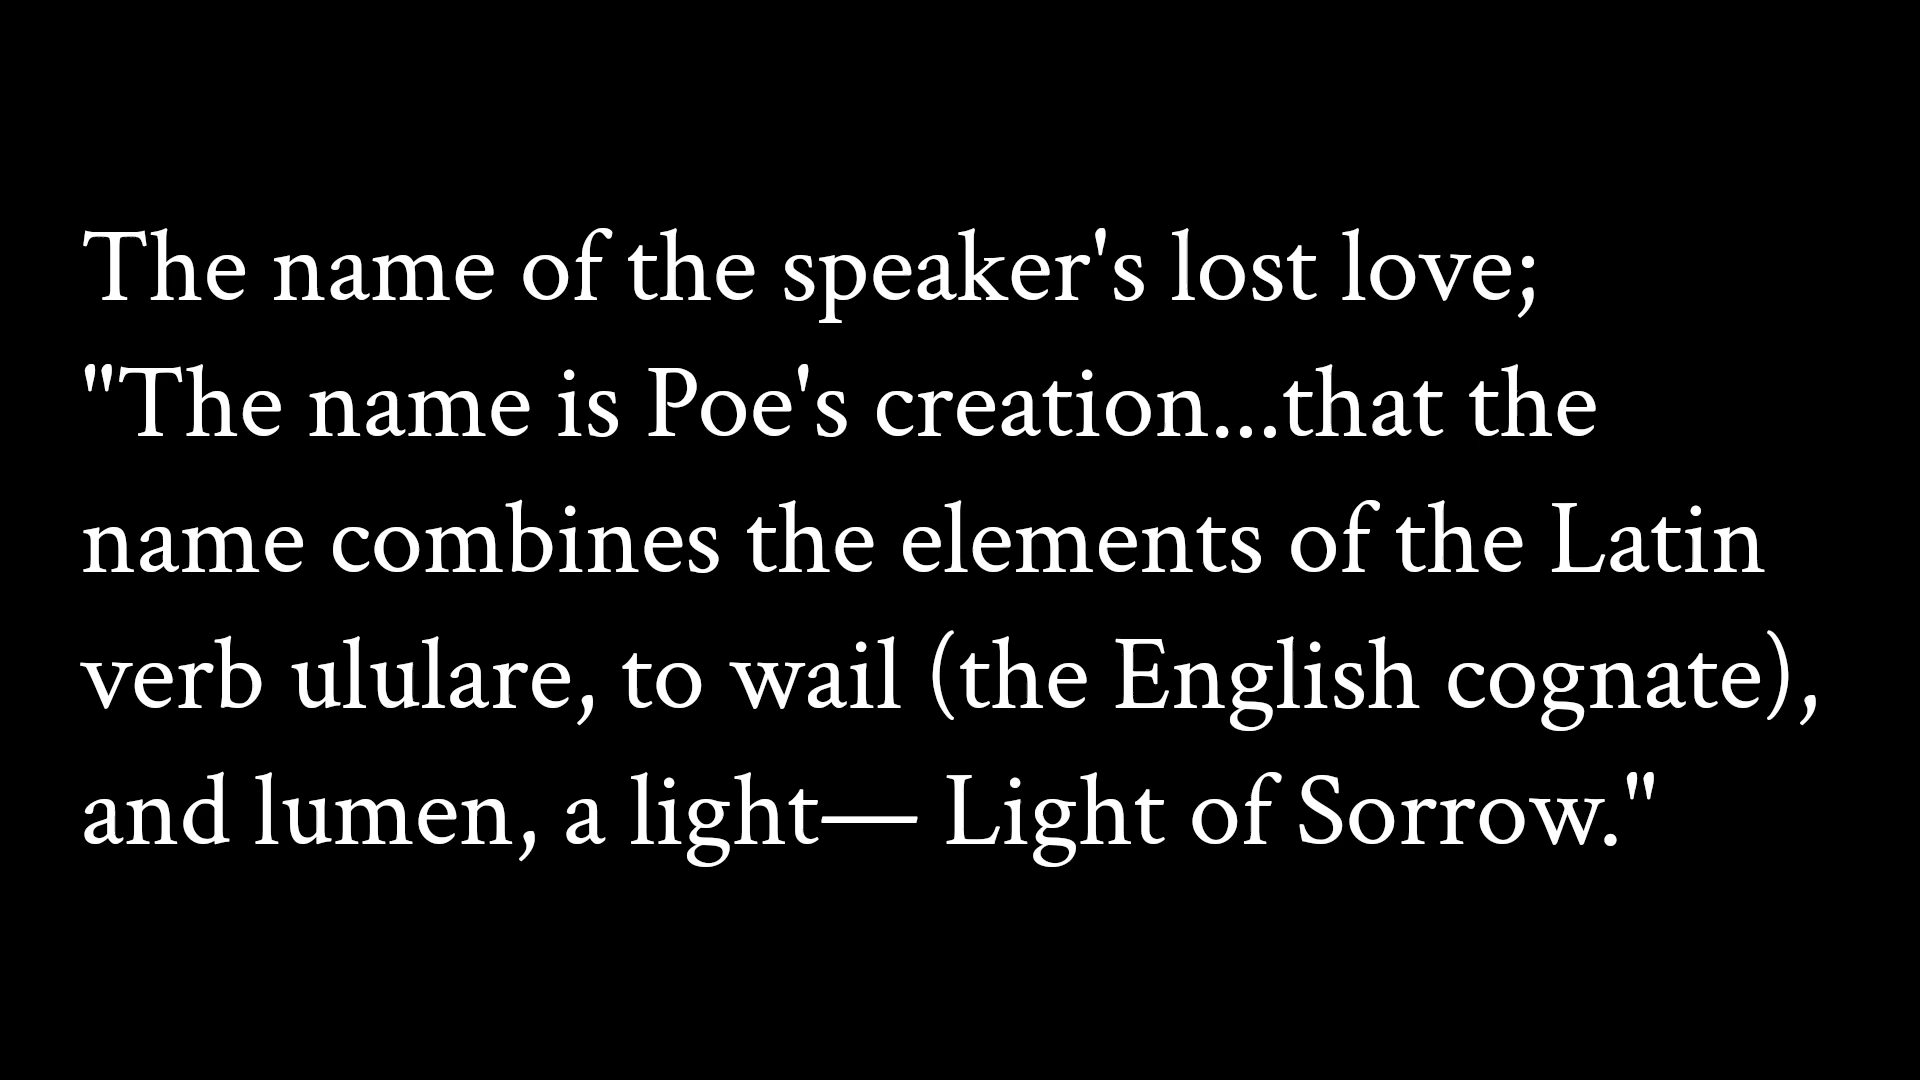 The name of the speaker's lost love;
"The name is Poe's creation...that the
name combines the elements of the Latin
verb ululare, to wail (the English cognate),
and lumen, a light— Light of Sorrow."